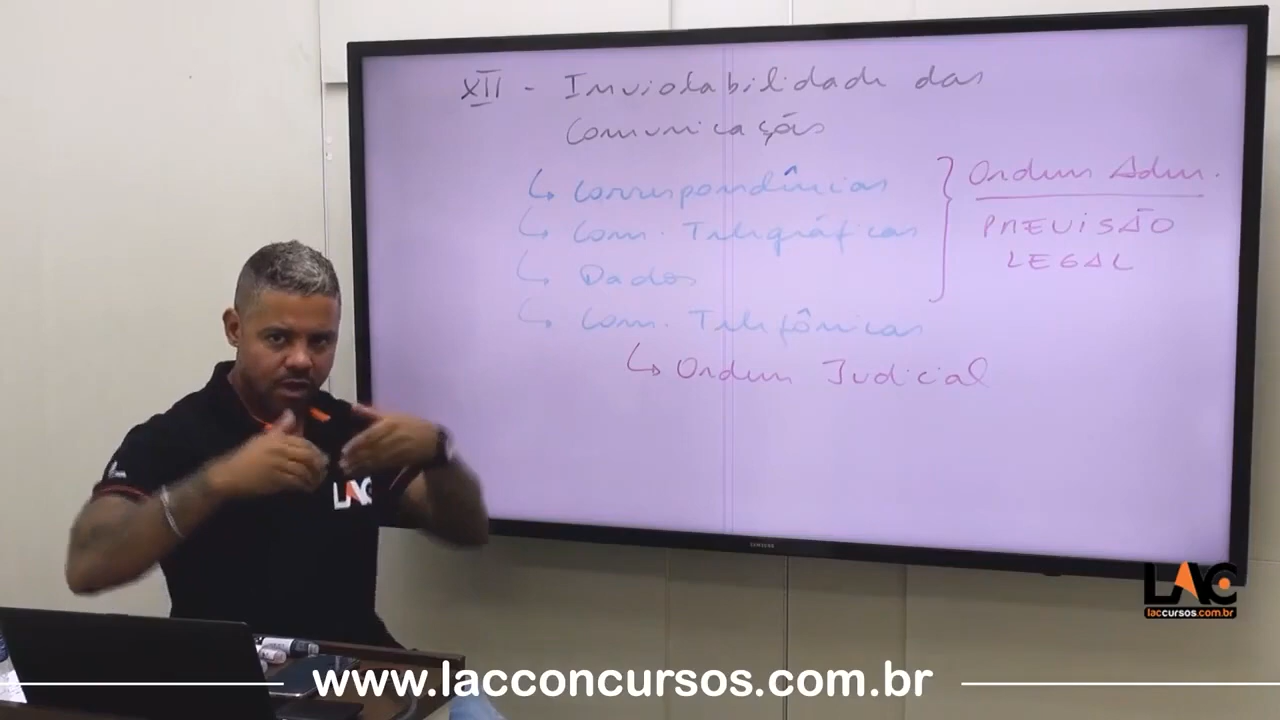 XII - Inviolabilidade das
Comunicações
↳ Correspondências
↳ Com. Telegráficas
↳ Dados
↳ Com. Telefônicas
↳ Ordem Judicial
} Ordem Adm.
PREVISÃO
LEGAL
LAC
SAMSUNG
LAC
laccursos.com.br
www.lacconcursos.com.br